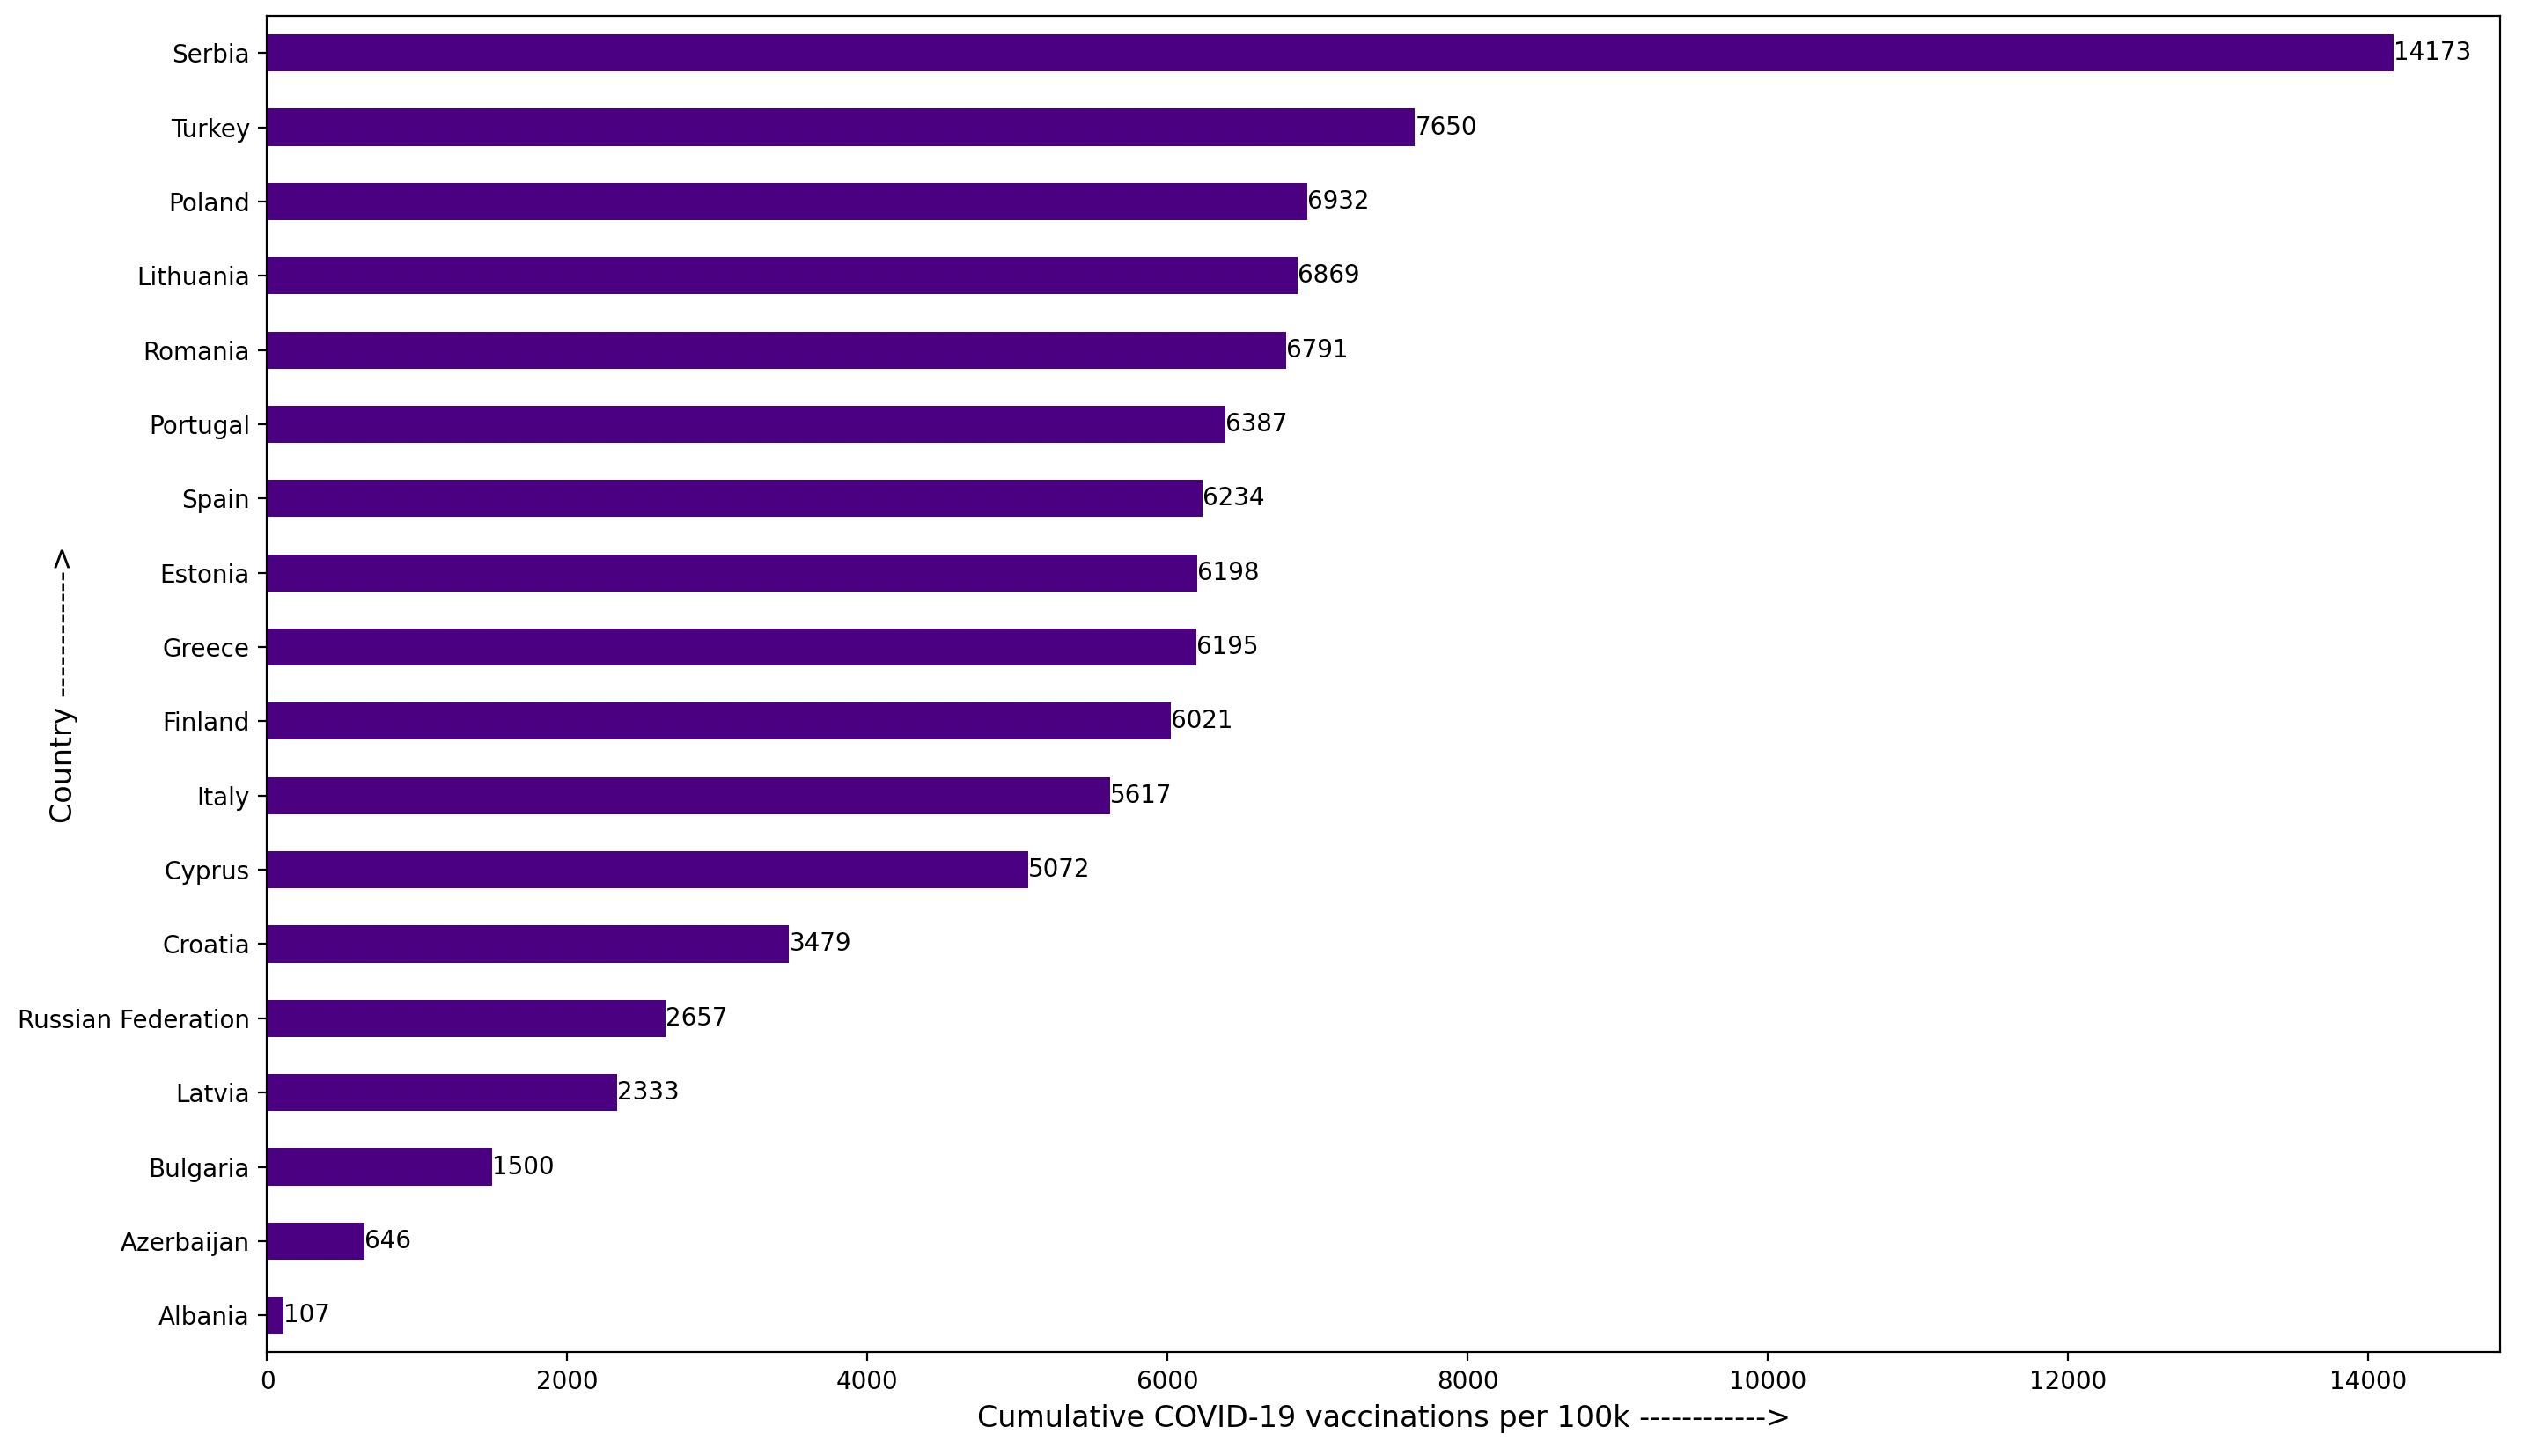 Serbia 14173
Turkey 7650
Poland 6932
Lithuania 6869
Romania 6791
Portugal 6387
Spain 6234
Estonia 6198
Greece 6195
Finland 6021
Italy 5617
Cyprus 5072
Croatia 3479
Russian Federation 2657
Latvia 2333
Bulgaria 1500
Azerbaijan 646
Albania 107
0 2000 4000 6000 8000 10000 12000 14000
Cumulative COVID-19 vaccinations per 100k ------------>
Country ------------>